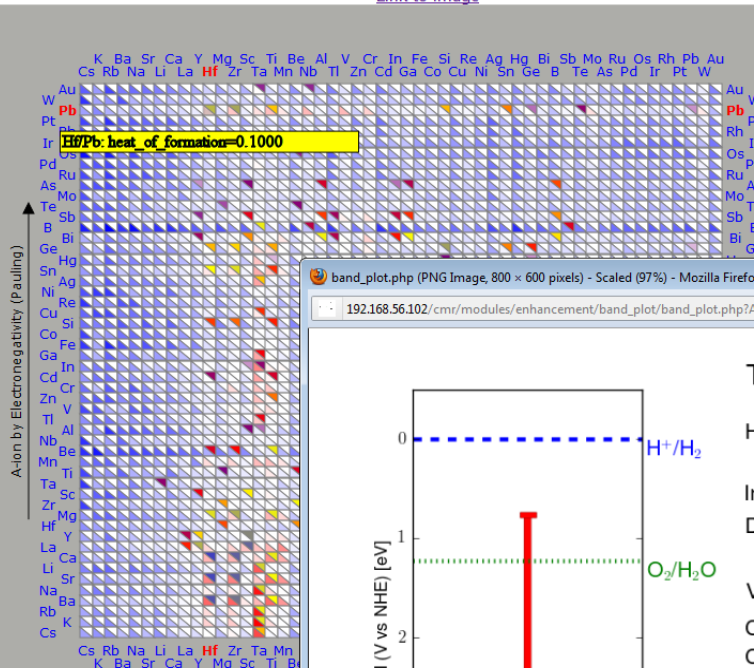 Link to image
K Ba Sr Ca Y Mg Sc Ti Be Al V Cr In Fe Si Re Ag Hg Ge Bi Sb Mo Ru Os Rh Pb Au
Cs Rb Na Li La Hf Zr Ta Mn Nb Tl Zn Cd Ga Co Cu Ni Sn B Te As Pd Ir Pt W
Au Au
W W
Pb Pb
Pt
Rh
Hf/Pb: heat_of_formation=0.1000
Ir
Os Os
Pd
Ru Ru
As As
Mo Mo
Te
Sb Sb
B
Bi Bi
Ge
Hg
Sn
Ag
Ni
Re
Cu
Si
Co
Fe
Ga
In
Cd
Cr
Zn
V
Tl
Al
Nb
Be
Mn
Ti
Ta
Sc
Zr
Mg
Hf
Y
La
Ca
Li
Sr
Na
Ba
Rb
K
Cs
A-ion by Electronegativity (Pauling)
Cs Rb Na Li La Hf Zr Ta Mn
K Ba Sr Ca Y Mg Sc Ti
band_plot.php (PNG Image, 800 × 600 pixels) - Scaled (97%) - Mozilla Firefo
192.168.56.102/cmr/modules/enhancement/band_plot/band_plot.php?
0
H⁺/H₂
1
O₂/H₂O
2
(V vs NHE) [eV]